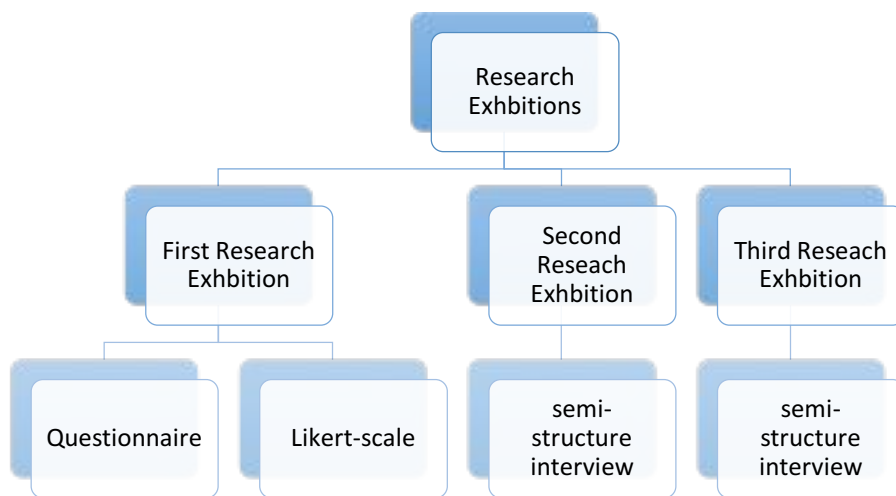 Research
Exhbitions
First Research
Exhbition
Second
Reseach
Exhbition
Third Reseach
Exhbition
Questionnaire
Likert-scale
semi-
structure
interview
semi-
structure
interview